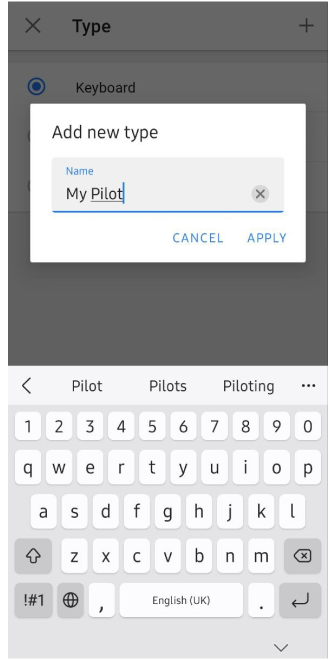 Type
Keyboard
Add new type
Name
My Pilot
CANCEL APPLY
Pilot Pilots Piloting
1 2 3 4 5 6 7 8 9 0
q w e r t y u i o p
a s d f g h j k l
z x c v b n m
!#1 , English (UK) .